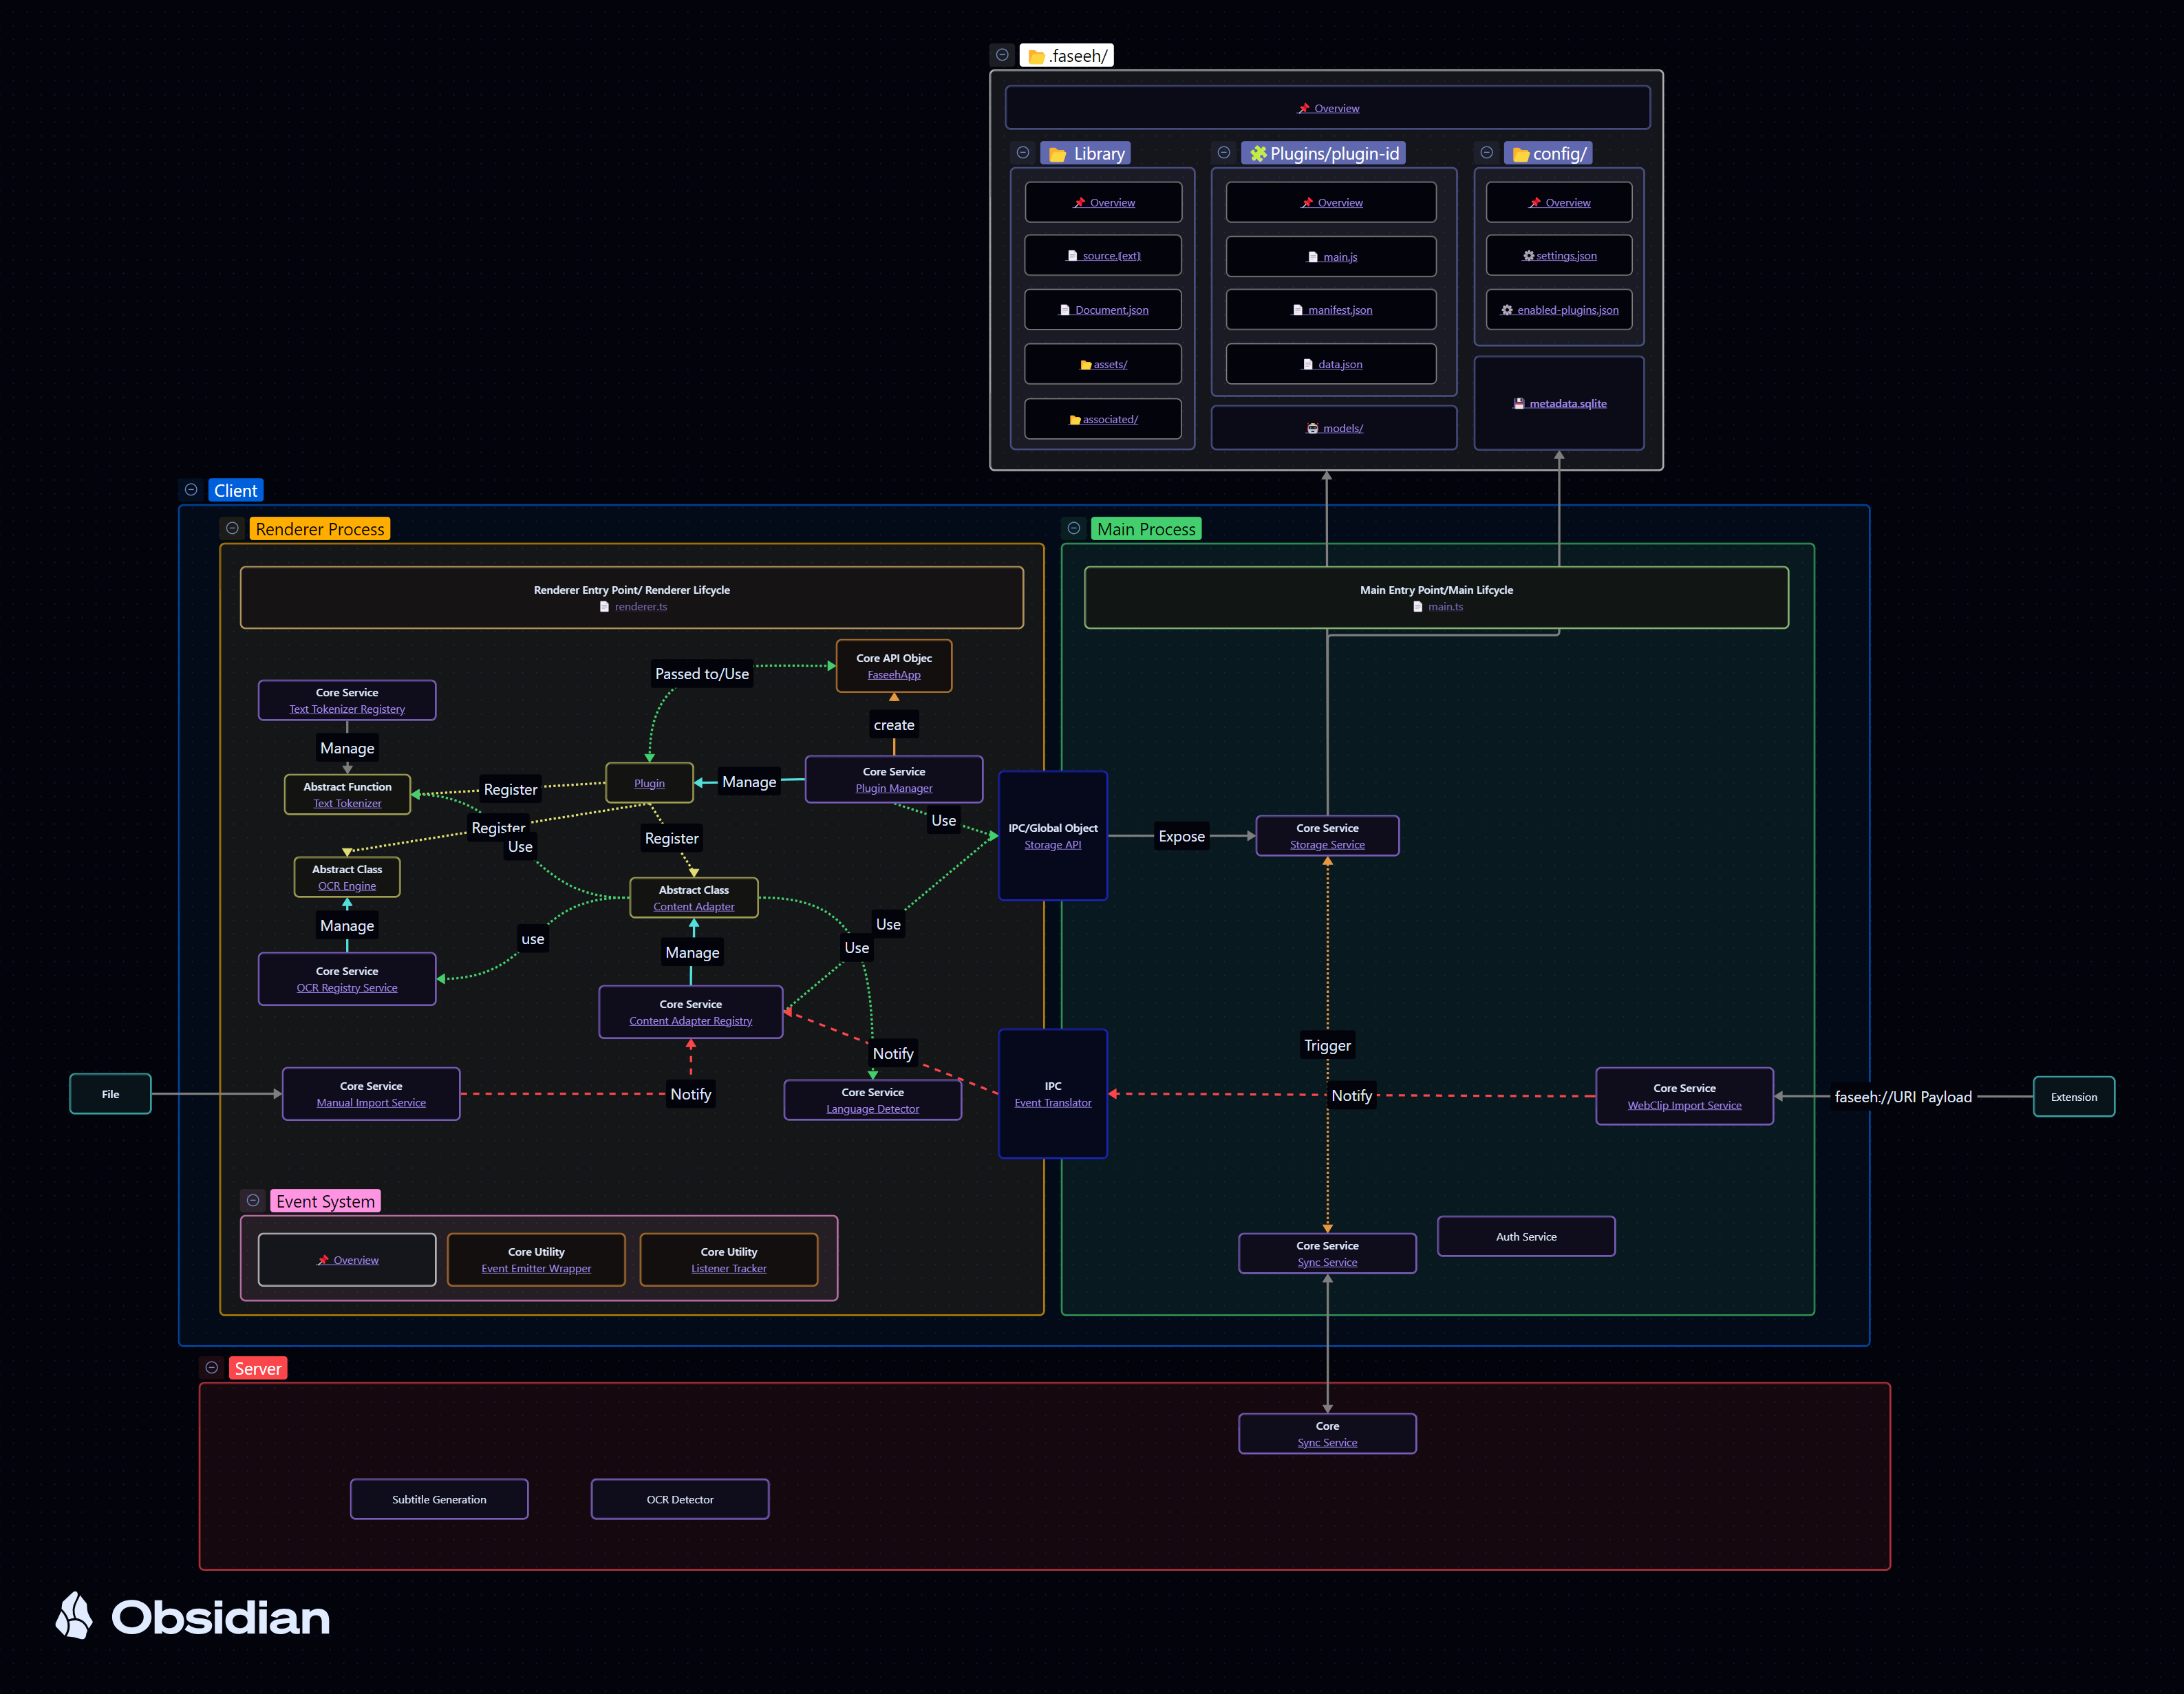 .faseeh/
Overview
Library
Plugins/plugin-id
config/
Overview
source.{ext}
Document.json
assets/
associated/
Overview
main.js
manifest.json
data.json
models/
Overview
settings.json
enabled-plugins.json
metadata.sqlite
Client
Renderer Process
Renderer Entry Point/ Renderer Lifcycle
renderer.ts
Main Process
Main Entry Point/Main Lifcycle
main.ts
Core API Objec
FaseehApp
Passed to/Use
create
Core Service
Text Tokenizer Registery
Manage
Abstract Function
Text Tokenizer
Register
Plugin
Manage
Core Service
Plugin Manager
Use
Register
Use
Register
Abstract Class
OCR Engine
Manage
Core Service
OCR Registry Service
Abstract Class
Content Adapter
use
Manage
Use
Use
Core Service
Content Adapter Registry
IPC/Global Object
Storage API
Expose
Core Service
Storage Service
Trigger
File
Core Service
Manual Import Service
Notify
Notify
Core Service
Language Detector
IPC
Event Translator
Notify
Core Service
WebClip Import Service
faseeh://URI Payload
Extension
Event System
Overview
Core Utility
Event Emitter Wrapper
Core Utility
Listener Tracker
Core Service
Sync Service
Auth Service
Server
Core
Sync Service
Subtitle Generation
OCR Detector
Obsidian